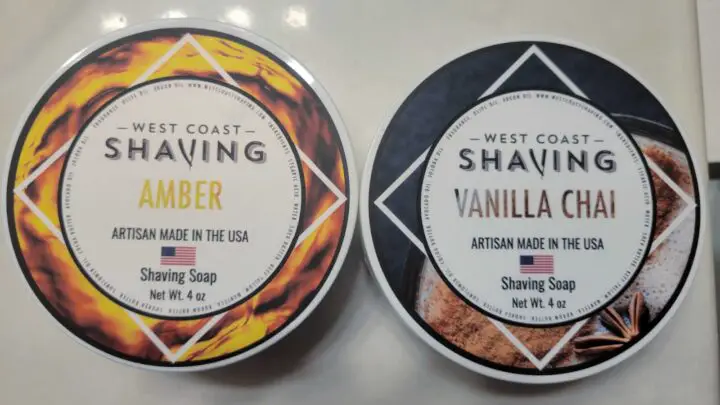 WEST COAST
SHAVING
AMBER
ARTISAN MADE IN THE USA
Shaving Soap
Net Wt. 4 oz
WEST COAST
SHAVING
VANILLA CHAI
ARTISAN MADE IN THE USA
Shaving Soap
Net Wt. 4 oz